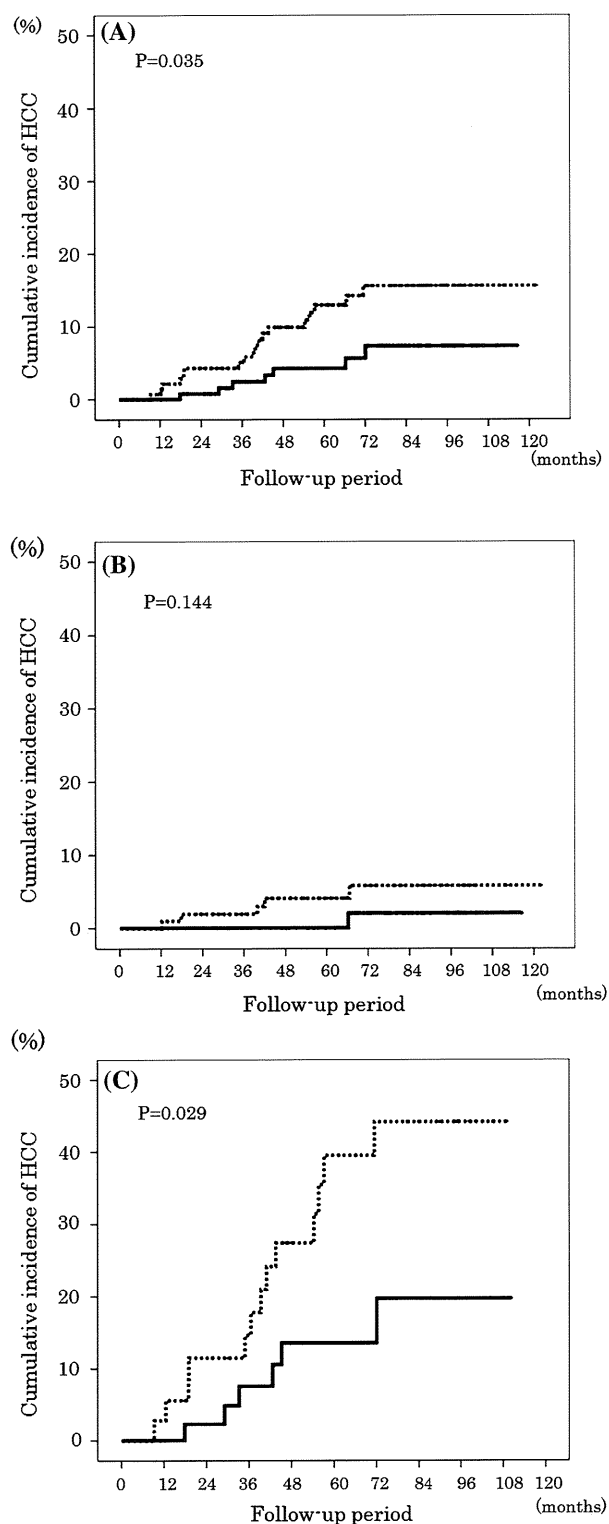 (%)
(A)
P=0.035
Cumulative incidence of HCC
50
40
30
20
10
0
0 12 24 36 48 60 72 84 96 108 120
(months)
Follow-up period
(%)
(B)
P=0.144
Cumulative incidence of HCC
50
40
30
20
10
0
0 12 24 36 48 60 72 84 96 108 120
(months)
Follow-up period
(%)
(C)
P=0.029
Cumulative incidence of HCC
50
40
30
20
10
0
0 12 24 36 48 60 72 84 96 108 120
Follow-up period
(months)